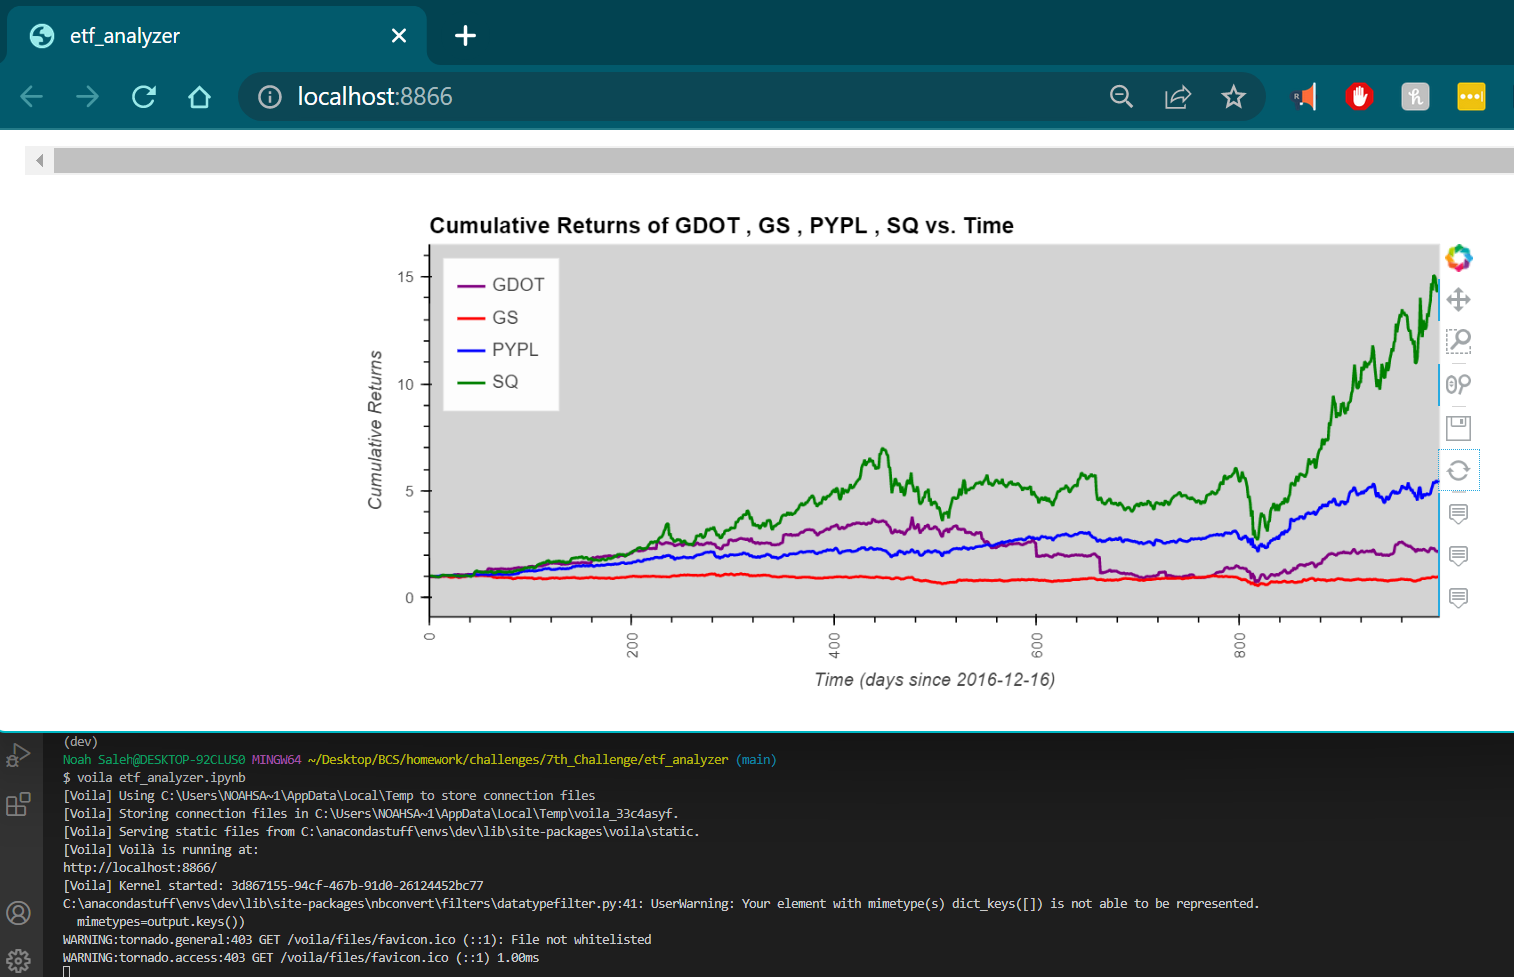 etf_analyzer
localhost:8866
Cumulative Returns of GDOT , GS , PYPL , SQ vs. Time
GDOT
GS
PYPL
SQ
15
10
5
0
Cumulative Returns
0
200
400
600
800
Time (days since 2016-12-16)
(dev)
Noah Saleh@DESKTOP-92CLUS0 MINGW64 ~/Desktop/BCS/homework/challenges/7th_Challenge/etf_analyzer (main)
$ voila etf_analyzer.ipynb
[Voila] Using C:\Users\NOAHSA~1\AppData\Local\Temp to store connection files
[Voila] Storing connection files in C:\Users\NOAHSA~1\AppData\Local\Temp\voila_33c4asyf.
[Voila] Serving static files from C:\anacondastuff\envs\dev\lib\site-packages\voila\static.
[Voila] Voilà is running at:
http://localhost:8866/
[Voila] Kernel started: 3d867155-94cf-467b-91d0-26124452bc77
C:\anacondastuff\envs\dev\lib\site-packages\nbconvert\filters\datatypefilter.py:41: UserWarning: Your element with mimetype(s) dict_keys([]) is not able to be represented.
mimetypes=output.keys())
WARNING:tornado.general:403 GET /voila/files/favicon.ico (::1): File not whitelisted
WARNING:tornado.access:403 GET /voila/files/favicon.ico (::1) 1.00ms